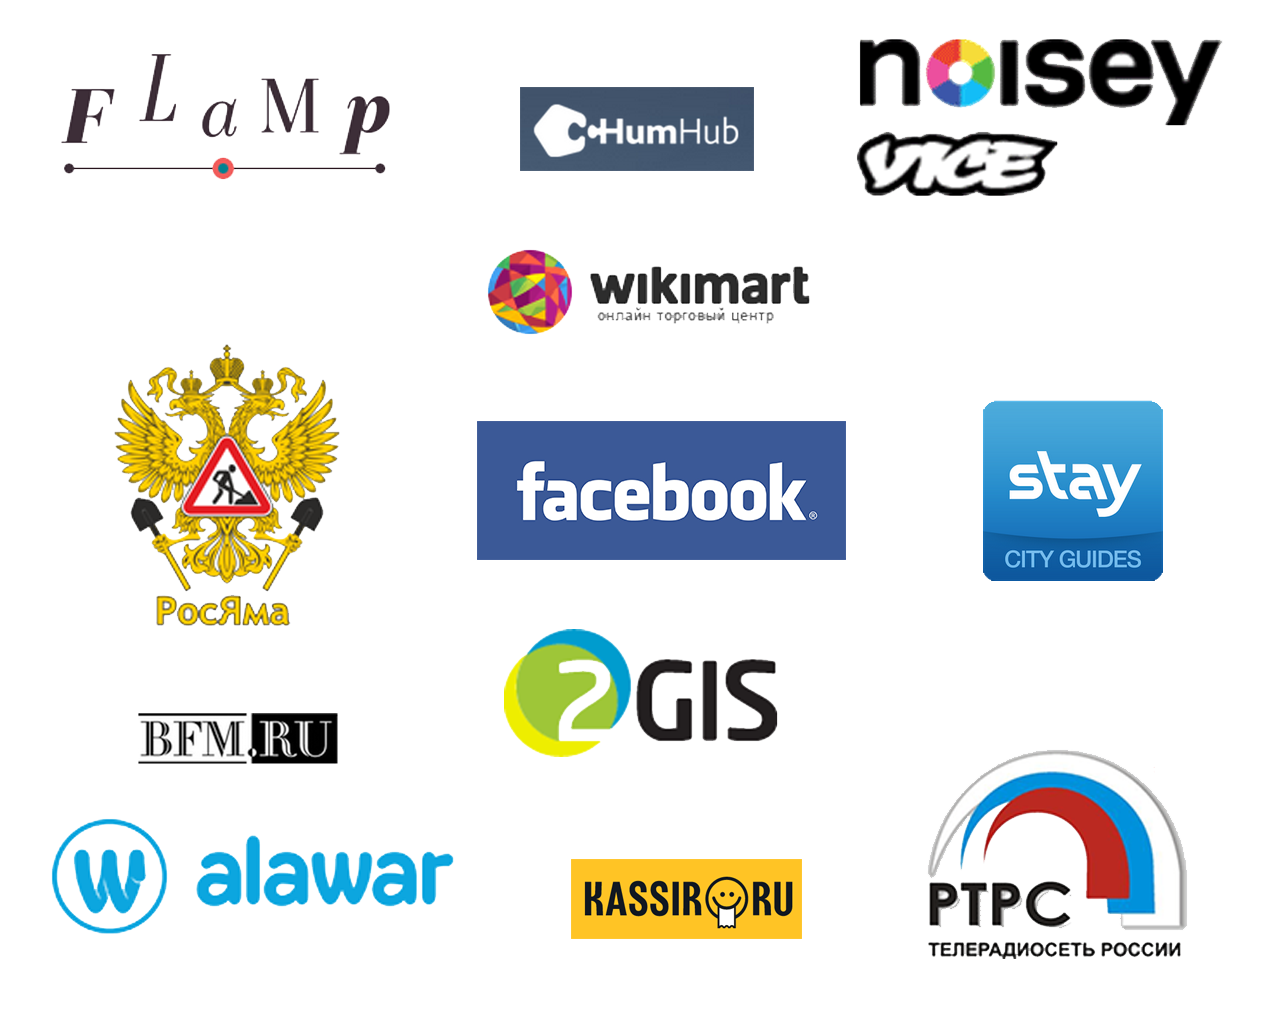 FLaMp
HumHub
noisey
VICE
wikimart
онлайн торговый центр
РосЯма
facebook®
stay
CITY GUIDES
2GIS
BFM.RU
w alawar
KASSIR RU
РТРС
ТЕЛЕРАДИОСЕТЬ РОССИИ